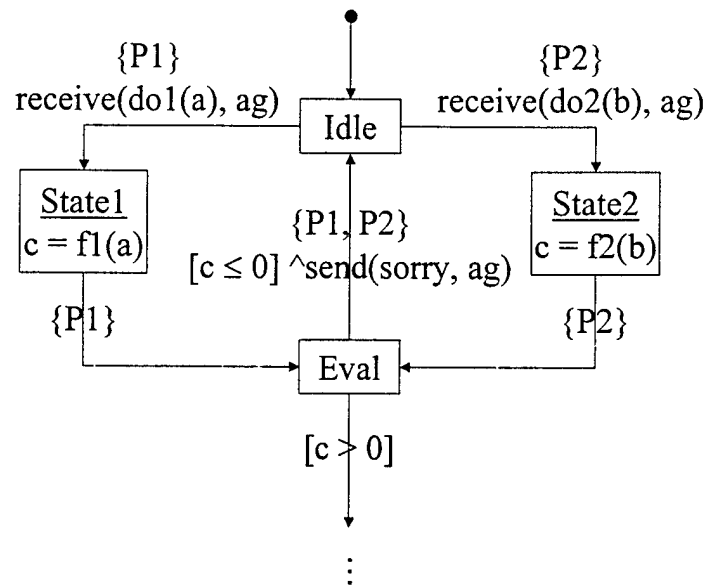 {P1}
receive(do1(a), ag)
{P2}
receive(do2(b), ag)
Idle
State1
c = f1(a)
{P1, P2}
[c ≤ 0] ^send(sorry, ag)
State2
c = f2(b)
{P1}
{P2}
Eval
[c > 0]
⋮